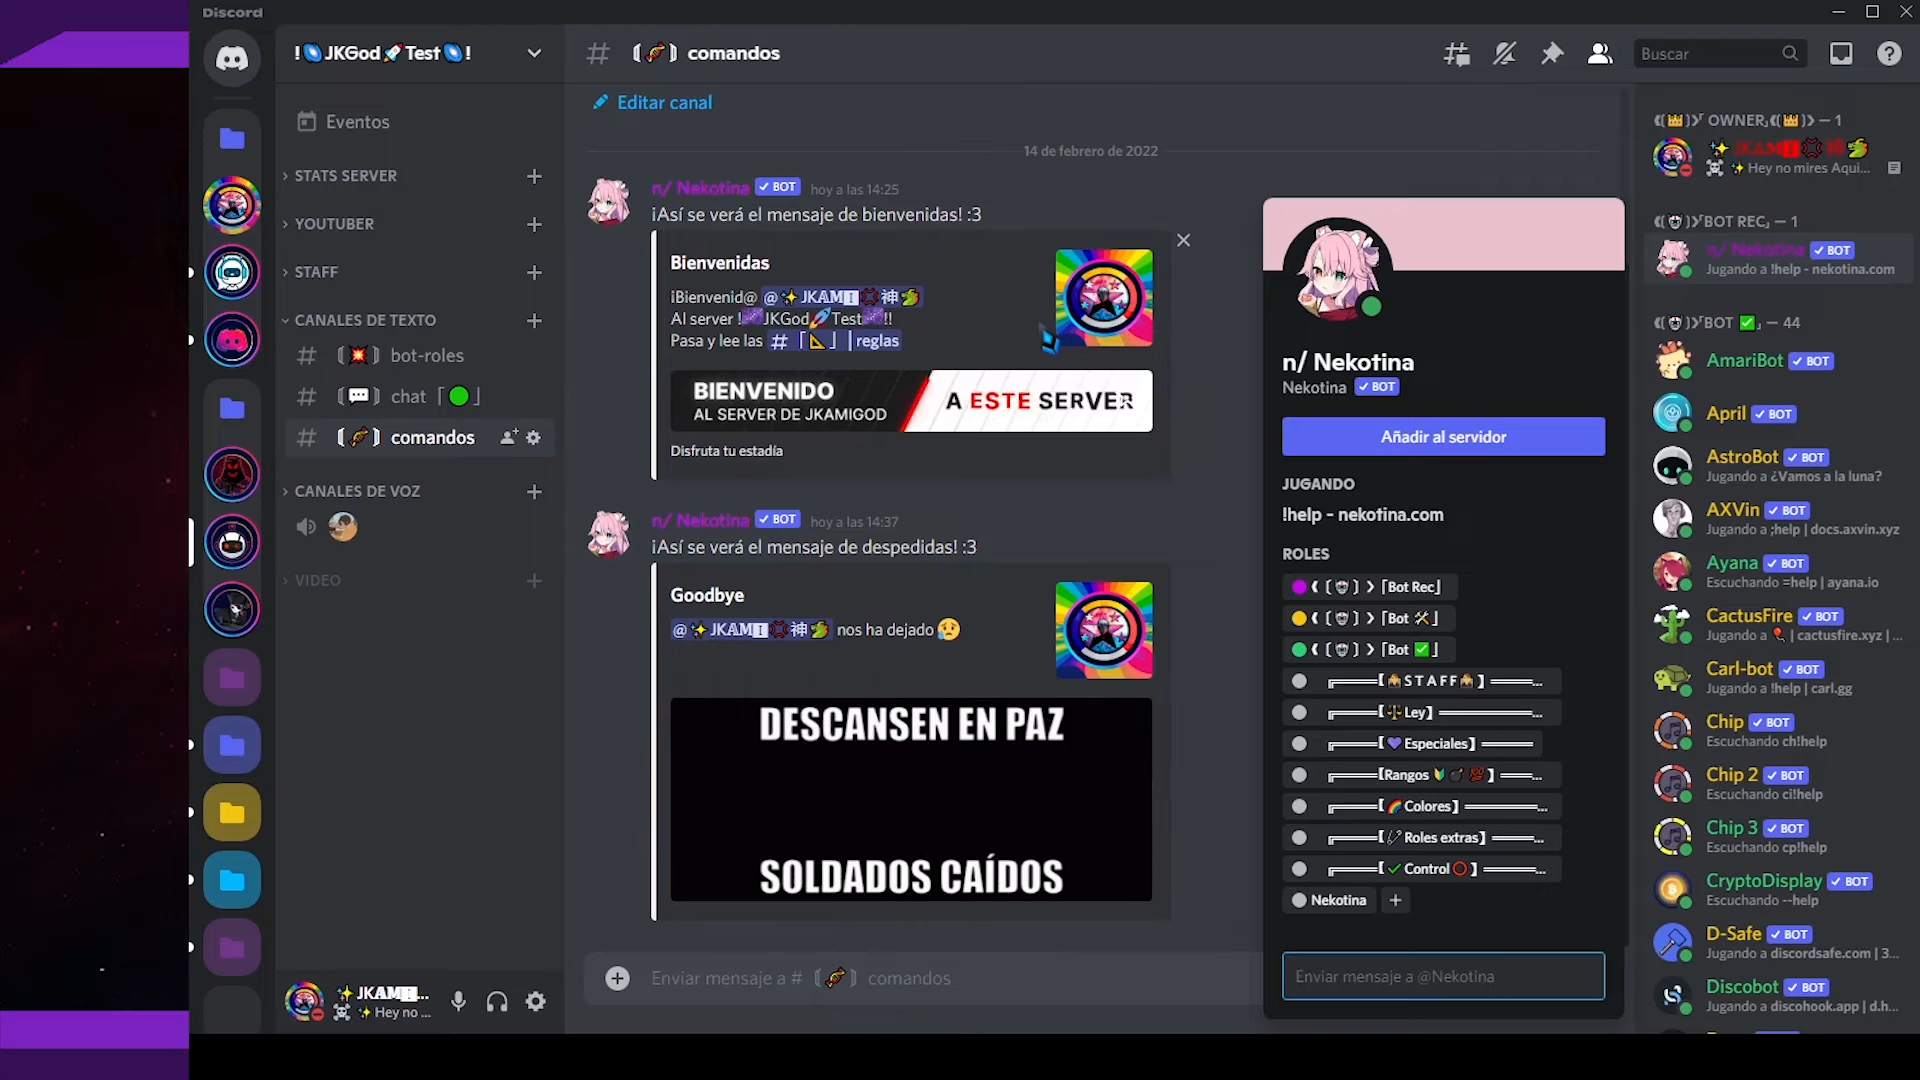 Discord
!🌀JKGod🚀Test🌀!
Eventos
STATS SERVER
YOUTUBER
STAFF
CANALES DE TEXTO
# 〔💥〕bot-roles
# 〔💬〕chat「🟢」
# 〔🧨〕comandos
CANALES DE VOZ
VIDEO
✨JKAMI...
☠ ✨Hey no ...
# 〔🧨〕comandos
Buscar
Editar canal
14 de febrero de 2022
n/ Nekotina ✓ BOT hoy a las 14:25
¡Así se verá el mensaje de bienvenidas! :3
Bienvenidas
¡Bienvenid@ @✨JKAMI💢神🐲
Al server !🌌JKGod🚀Test🌌!!
Pasa y lee las #「📐」|reglas
BIENVENIDO
AL SERVER DE JKAMIGOD
A ESTE SERVER
Disfruta tu estadía
n/ Nekotina ✓ BOT hoy a las 14:37
¡Así se verá el mensaje de despedidas! :3
Goodbye
@✨JKAMI💢神🐲 nos ha dejado 😥
DESCANSEN EN PAZ
SOLDADOS CAÍDOS
Enviar mensaje a # 〔🧨〕comandos
n/ Nekotina
Nekotina ✓ BOT
Añadir al servidor
JUGANDO
!help - nekotina.com
ROLES
「Bot Rec」
「Bot 🛠」
「Bot ✅」
╔═══【STAFF】═══...
╔═══【⚖Ley】═══...
╔═══【💜Especiales】═══
╔═══【Rangos🔰💣💯】═══...
╔═══【🌈Colores】═══...
╔═══【Roles extras】═══...
╔═══【✔Control⭕】═══...
Nekotina +
Enviar mensaje a @Nekotina
⟪(👑)⟫「OWNER」⟪(👑)⟫ — 1
✨JKAMI💢神🐲
☠ ✨Hey no mires Aqui...
「BOT REC」 — 1
n/ Nekotina ✓ BOT
Jugando a !help - nekotina.com
「BOT ✅」 — 44
AmariBot ✓ BOT
April ✓ BOT
AstroBot ✓ BOT
Jugando a ¿Vamos a la luna?
AXVin ✓ BOT
Jugando a ;help | docs.axvin.xyz
Ayana ✓ BOT
Escuchando =help | ayana.io
CactusFire ✓ BOT
Jugando a 🎈 | cactusfire.xyz | ...
Carl-bot ✓ BOT
Jugando a !help | carl.gg
Chip ✓ BOT
Escuchando ch!help
Chip 2 ✓ BOT
Escuchando ci!help
Chip 3 ✓ BOT
Escuchando cp!help
CryptoDisplay ✓ BOT
Escuchando --help
D-Safe ✓ BOT
Jugando a discordsafe.com | 3...
Discobot ✓ BOT
Jugando a discohook.app | d.h...